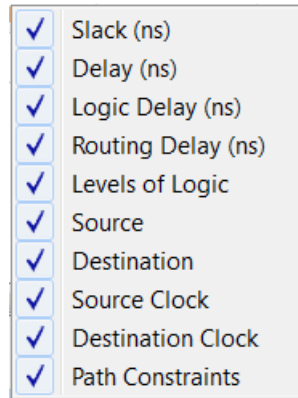 Slack (ns)
Delay (ns)
Logic Delay (ns)
Routing Delay (ns)
Levels of Logic
Source
Destination
Source Clock
Destination Clock
Path Constraints